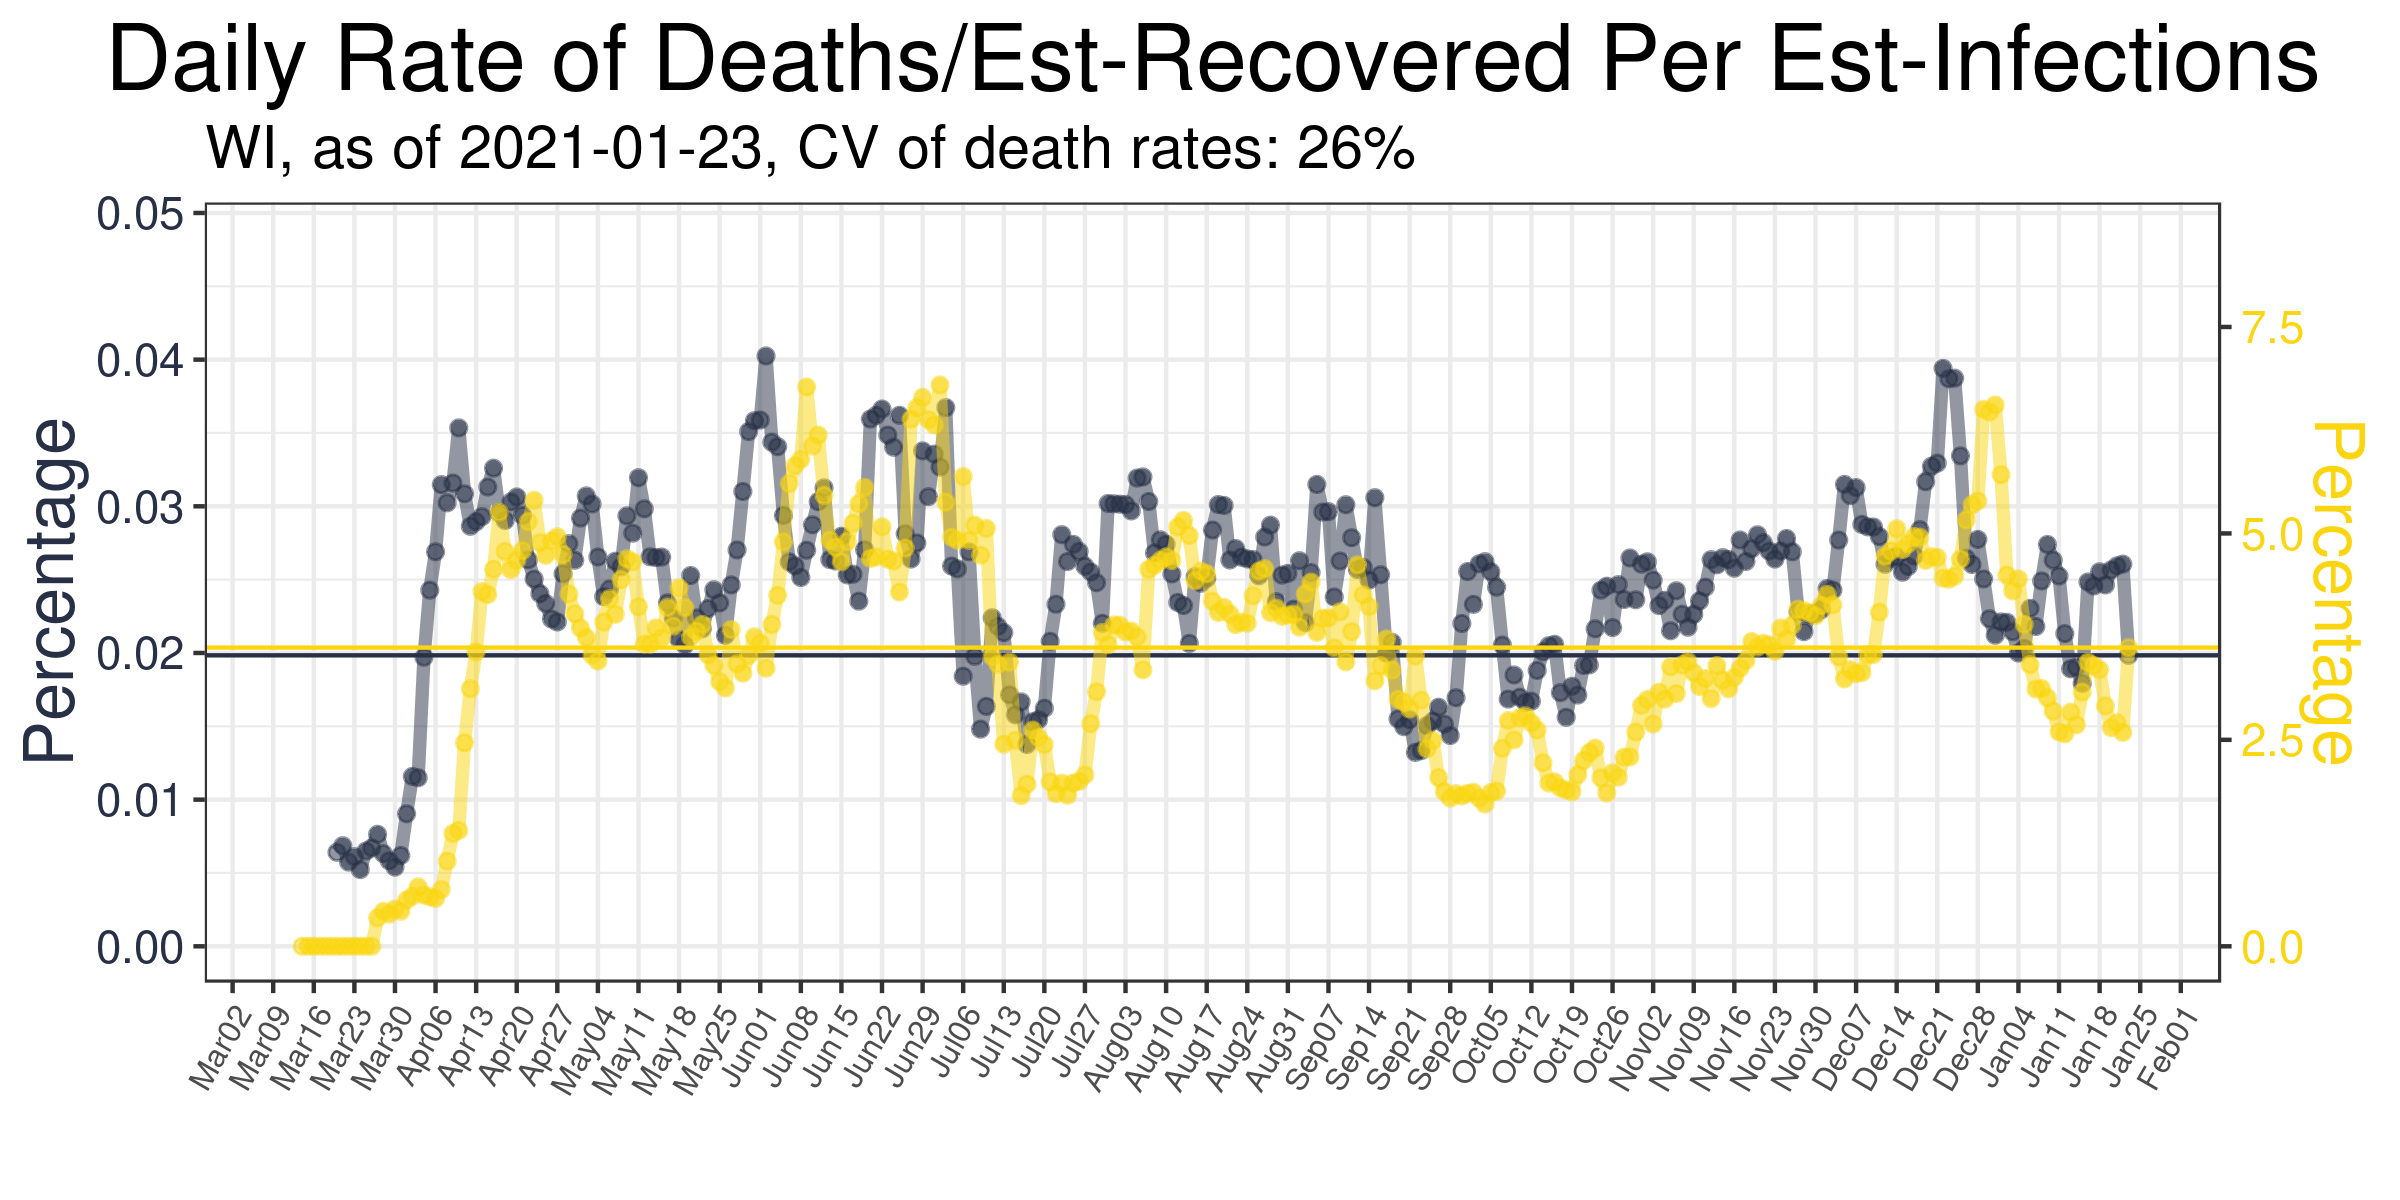 Daily Rate of Deaths/Est-Recovered Per Est-Infections
WI, as of 2021-01-23, CV of death rates: 26%
Percentage
0.05
0.04
0.03
0.02
0.01
0.00
7.5
5.0
2.5
0.0
Percentage
Mar02
Mar09
Mar16
Mar23
Mar30
Apr06
Apr13
Apr20
Apr27
May04
May11
May18
May25
Jun01
Jun08
Jun15
Jun22
Jun29
Jul06
Jul13
Jul20
Jul27
Aug03
Aug10
Aug17
Aug24
Aug31
Sep07
Sep14
Sep21
Sep28
Oct05
Oct12
Oct19
Oct26
Nov02
Nov09
Nov16
Nov23
Nov30
Dec07
Dec14
Dec21
Dec28
Jan04
Jan11
Jan18
Jan25
Feb01